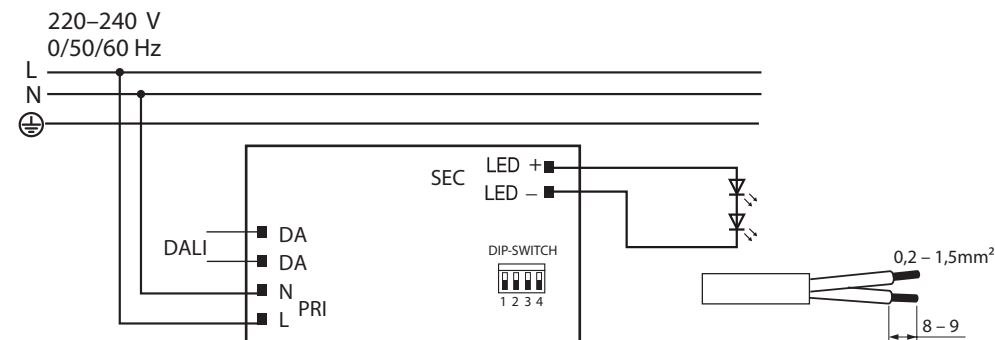 220–240 V
0/50/60 Hz
L
N
SEC
LED +
LED –
DALI
DA
DA
N
L
PRI
DIP-SWITCH
1 2 3 4
0,2 – 1,5mm²
8 – 9